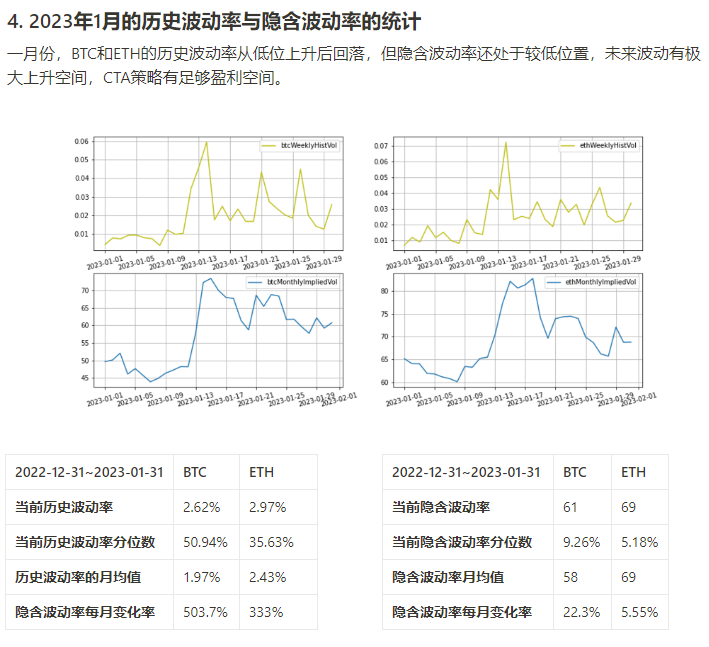 4. 2023年1月的历史波动率与隐含波动率的统计
一月份，BTC和ETH的历史波动率从低位上升后回落，但隐含波动率还处于较低位置，未来波动有极
大上升空间，CTA策略有足够盈利空间。
btcWeeklyHistVol
0.06
0.05
0.04
0.03
0.02
0.01
2023-01-01 2023-01-05 2023-01-09 2023-01-13 2023-01-17 2023-01-21 2023-01-25 2023-01-29
ethWeeklyHistVol
0.07
0.06
0.05
0.04
0.03
0.02
0.01
2023-01-01 2023-01-05 2023-01-09 2023-01-13 2023-01-17 2023-01-21 2023-01-25 2023-01-29
btcMonthlyImpliedVol
70
65
60
55
50
45
2023-01-01 2023-01-05 2023-01-09 2023-01-13 2023-01-17 2023-01-21 2023-01-25 2023-01-29 2023-02-01
ethMonthlyImpliedVol
80
75
70
65
60
2023-01-01 2023-01-05 2023-01-09 2023-01-13 2023-01-17 2023-01-21 2023-01-25 2023-01-29 2023-02-01
2022-12-31~2023-01-31 BTC ETH
当前历史波动率 2.62% 2.97%
当前历史波动率分位数 50.94% 35.63%
历史波动率的月均值 1.97% 2.43%
隐含波动率每月变化率 503.7% 333%
2022-12-31~2023-01-31 BTC ETH
当前隐含波动率 61 69
当前隐含波动率分位数 9.26% 5.18%
隐含波动率月均值 58 69
隐含波动率每月变化率 22.3% 5.55%